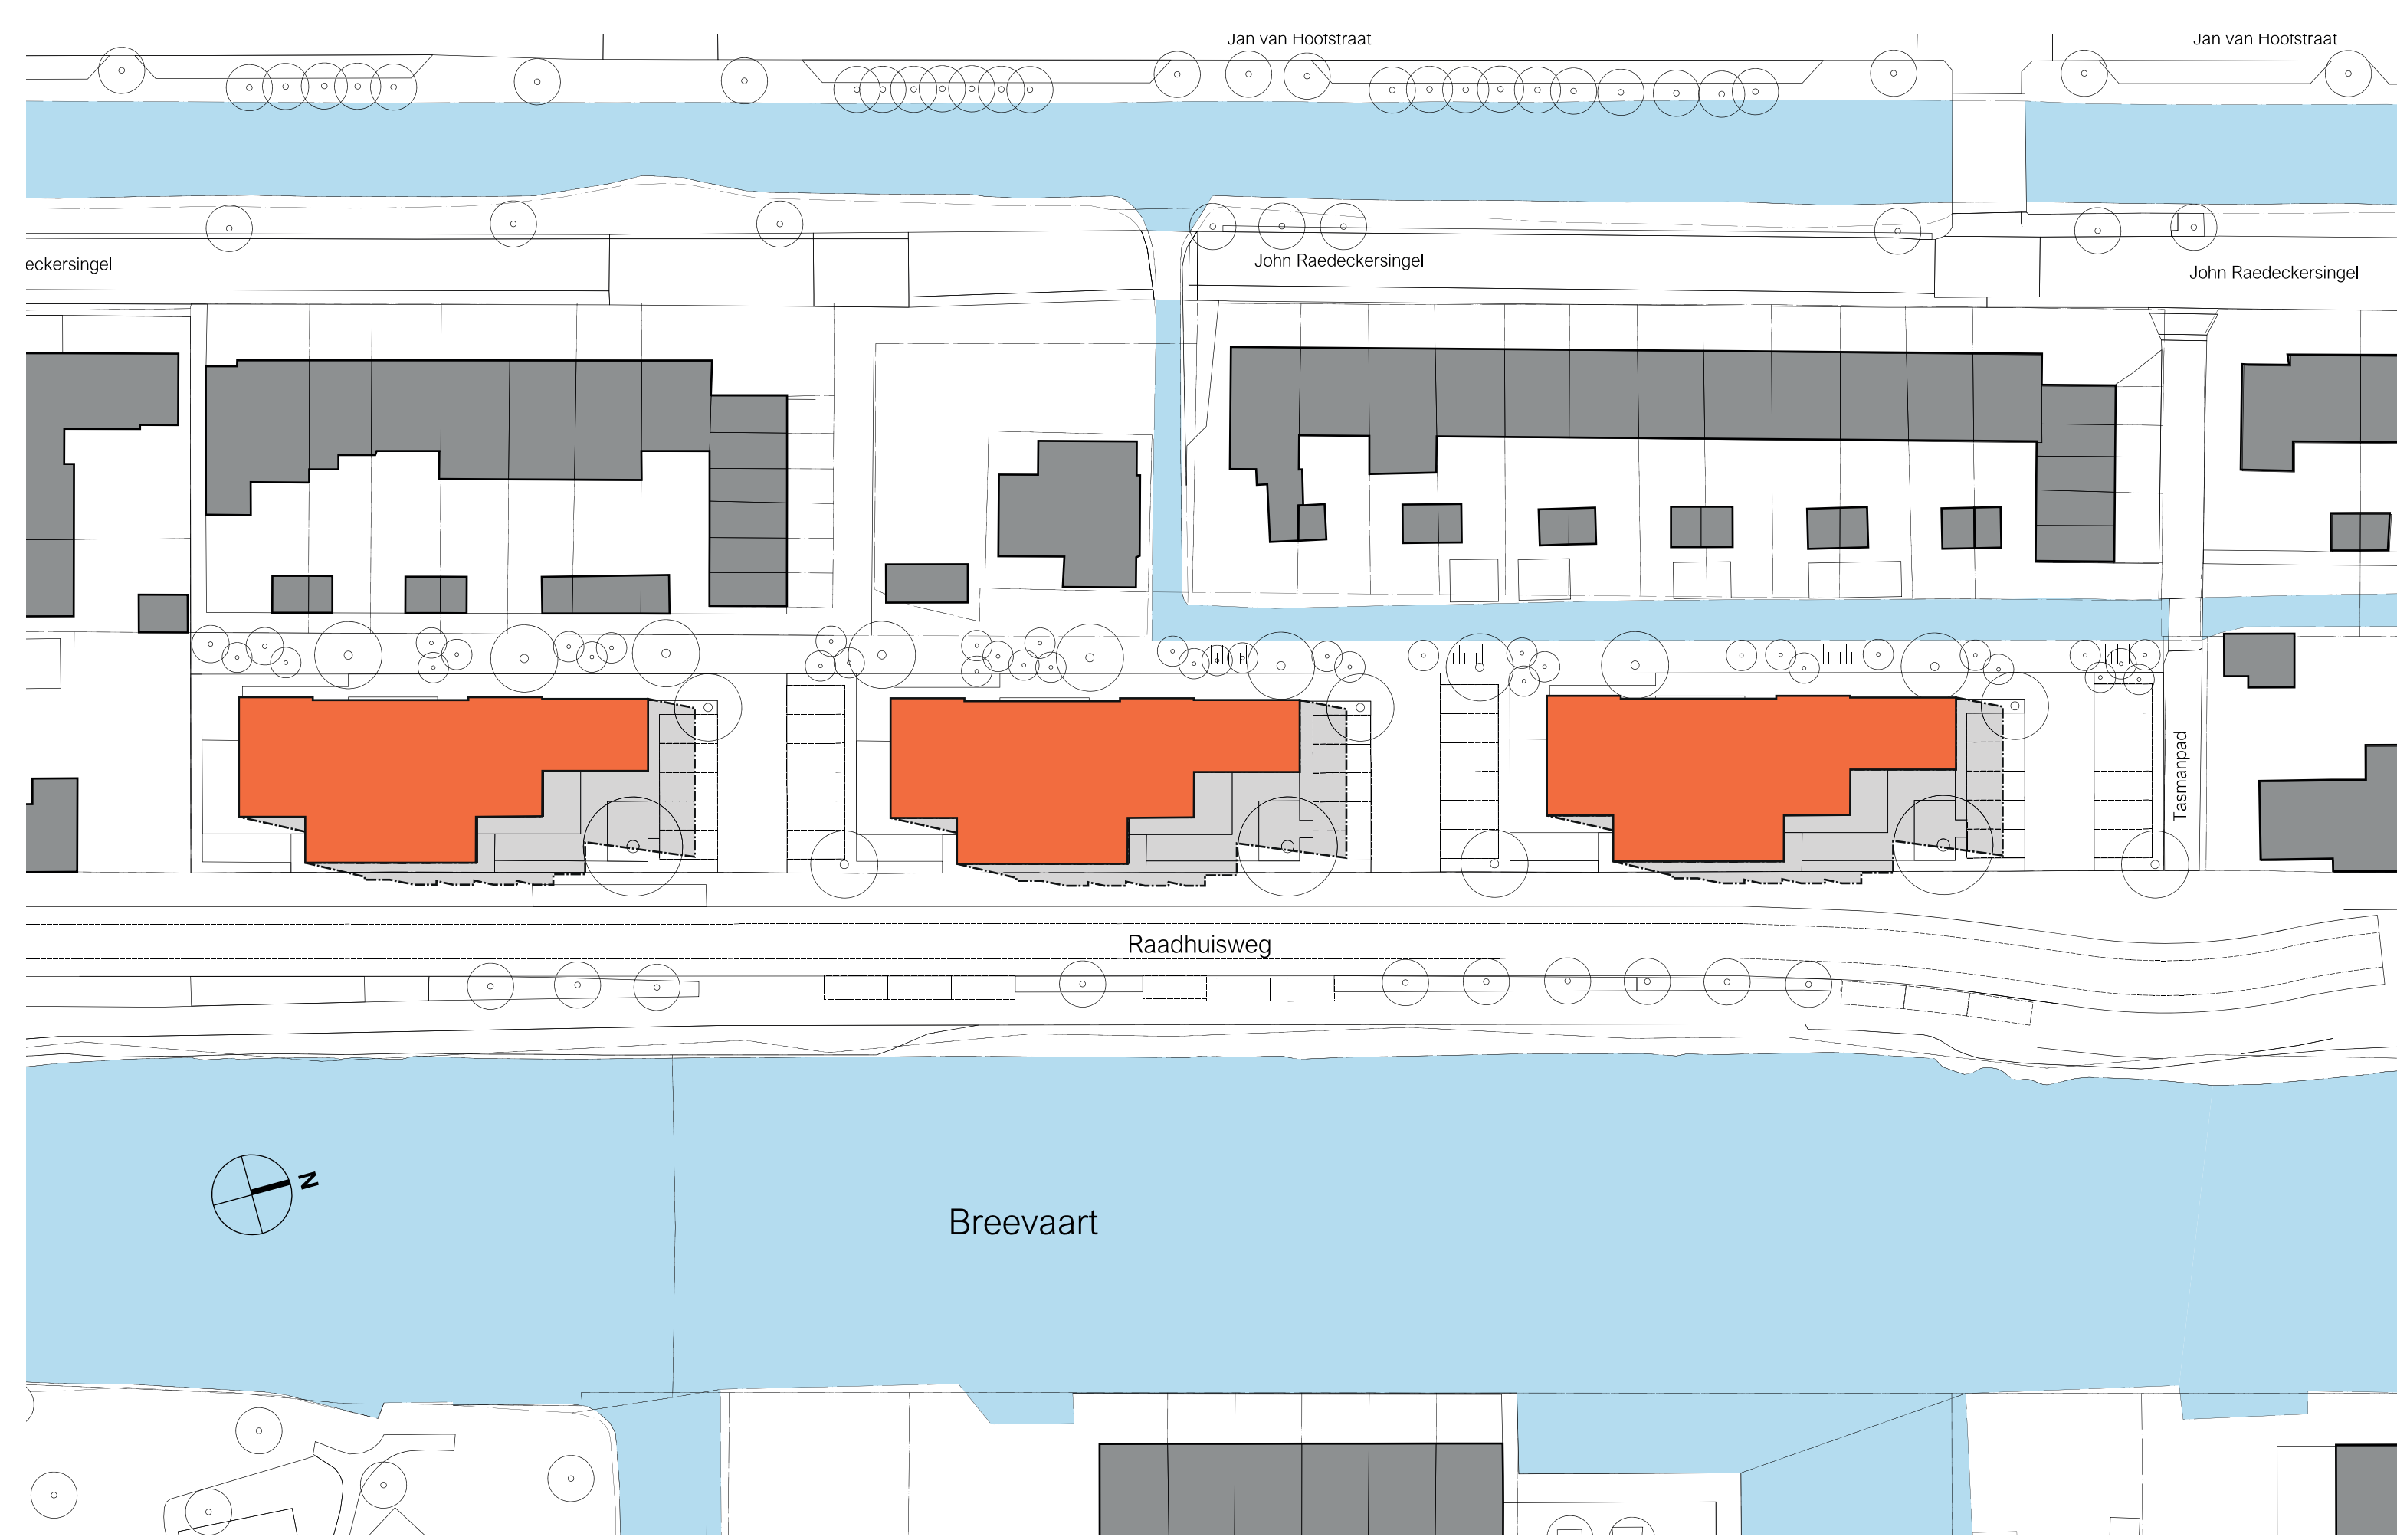 Jan van Hoofstraat
Jan van Hoofstraat
eckersingel
John Raedeckersingel
John Raedeckersingel
Tasmanpad
Raadhuisweg
N
Breevaart